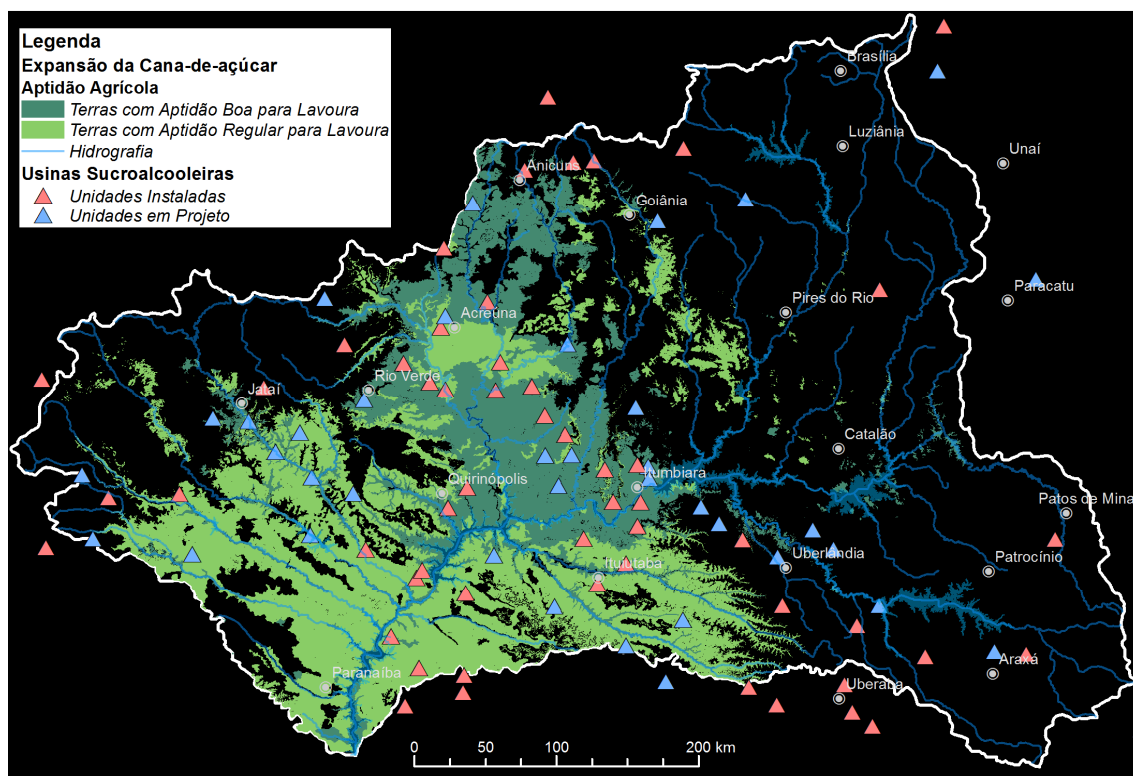 Legenda
Expansão da Cana-de-açúcar
Aptidão Agrícola
Terras com Aptidão Boa para Lavoura
Terras com Aptidão Regular para Lavoura
Hidrografia
Usinas Sucroalcooleiras
Unidades Instaladas
Unidades em Projeto
Brasília
Luziânia
Unaí
Anicuns
Goiânia
Paracatu
Pires do Rio
Acreúna
Rio Verde
Jataí
Catalão
Itumbiara
Quirinópolis
Patos de Mina
Uberlândia
Patrocínio
Ituiutaba
Araxá
Paranaíba
Uberaba
0 50 100 200 km